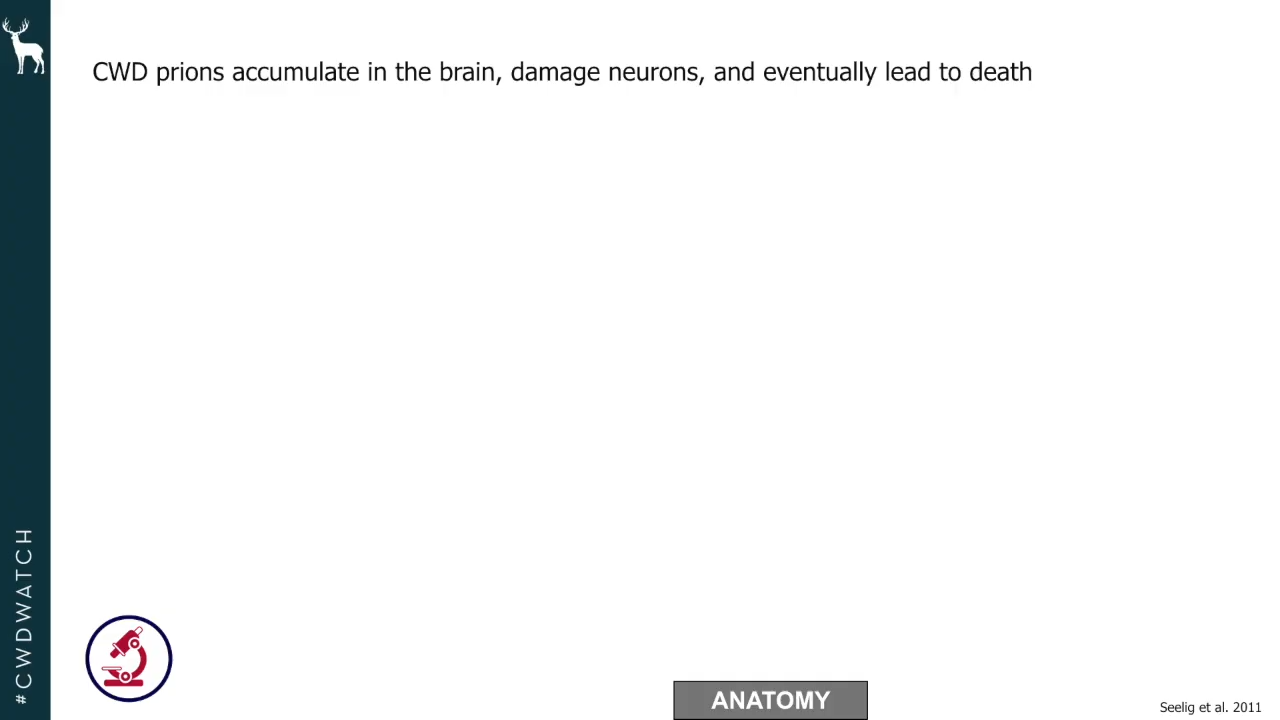 CWD prions accumulate in the brain, damage neurons, and eventually lead to death
#CWDWATCH
ANATOMY
Seelig et al. 2011